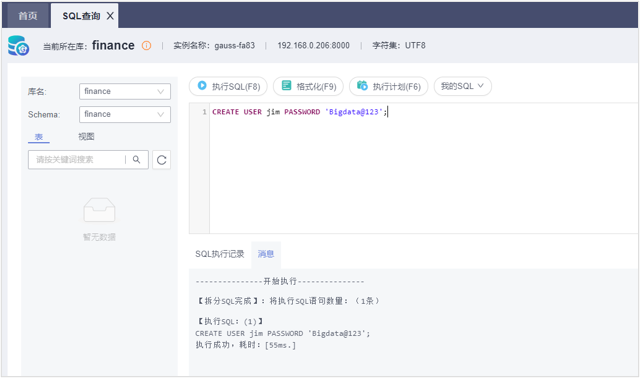 首页
SQL查询 X
当前所在库: finance
实例名称: gauss-fa83
192.168.0.206:8000
字符集: UTF8
库名: finance
Schema: finance
表 视图
请按关键词搜索
暂无数据
执行SQL(F8) 格式化(F9) 执行计划(F6) 我的SQL
1 CREATE USER jim PASSWORD 'Bigdata@123';
SQL执行记录 消息
---------------开始执行---------------
【拆分SQL完成】: 将执行SQL语句数量: (1条)
【执行SQL: (1)】
CREATE USER jim PASSWORD 'Bigdata@123';
执行成功, 耗时: [55ms.]